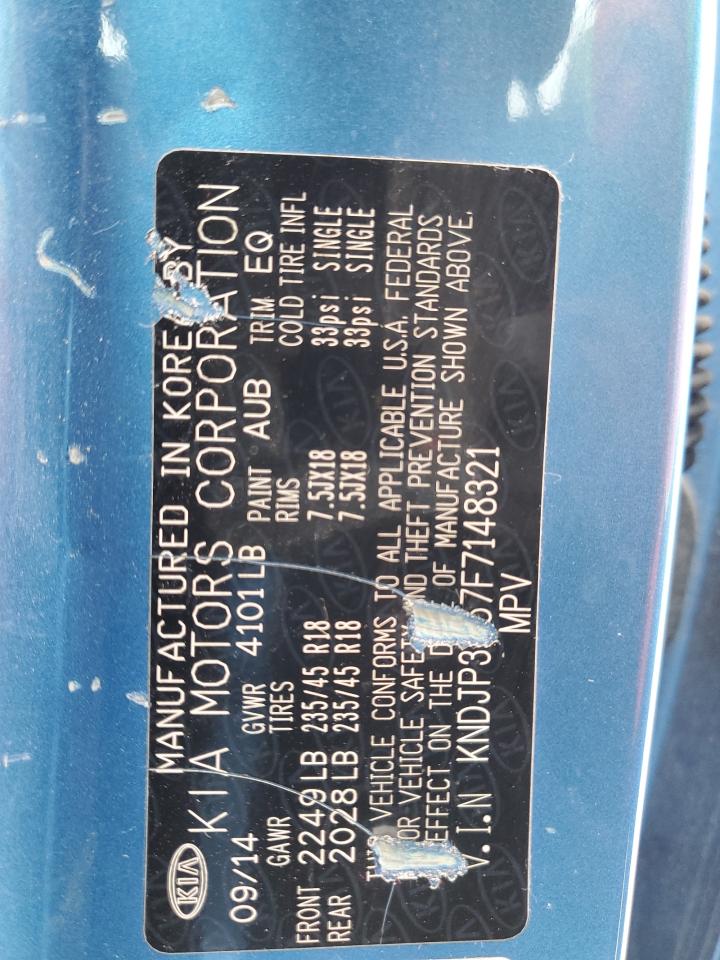 KIA MANUFACTURED IN KORE BY
KIA MOTORS CORPORATION
09/14 GVWR 4101LB PAINT AUB TRIM EQ
GAWR TIRES RIMS COLD TIRE INFL
FRONT 2249LB 235/45 R18 7.5JX18 33psi SINGLE
REAR 2028LB 235/45 R18 7.5JX18 33psi SINGLE
VEHICLE CONFORMS TO ALL APPLICABLE U.S.A. FEDERAL
VEHICLE SAFETY THEFT PREVENTION STANDARDS
EFFECT ON THE OF MANUFACTURE SHOWN ABOVE.
V.I.N KNDJP3 7F7148321
MPV